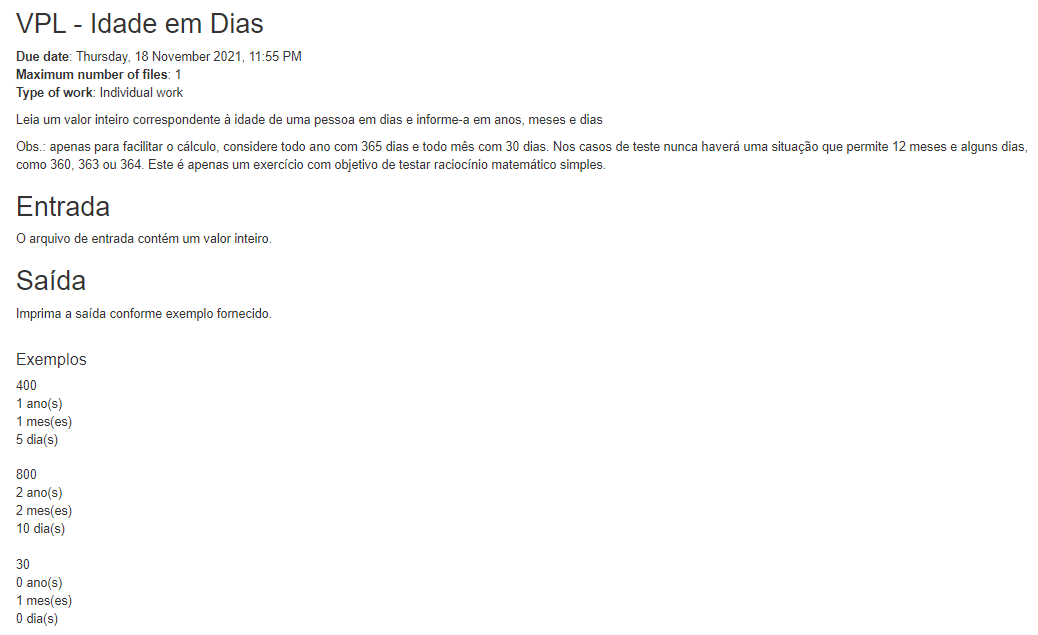 VPL - Idade em Dias
Due date: Thursday, 18 November 2021, 11:55 PM
Maximum number of files: 1
Type of work: Individual work
Leia um valor inteiro correspondente à idade de uma pessoa em dias e informe-a em anos, meses e dias
Obs.: apenas para facilitar o cálculo, considere todo ano com 365 dias e todo mês com 30 dias. Nos casos de teste nunca haverá uma situação que permite 12 meses e alguns dias,
como 360, 363 ou 364. Este é apenas um exercício com objetivo de testar raciocínio matemático simples.
Entrada
O arquivo de entrada contém um valor inteiro.
Saída
Imprima a saída conforme exemplo fornecido.
Exemplos
400
1 ano(s)
1 mes(es)
5 dia(s)
800
2 ano(s)
2 mes(es)
10 dia(s)
30
0 ano(s)
1 mes(es)
0 dia(s)